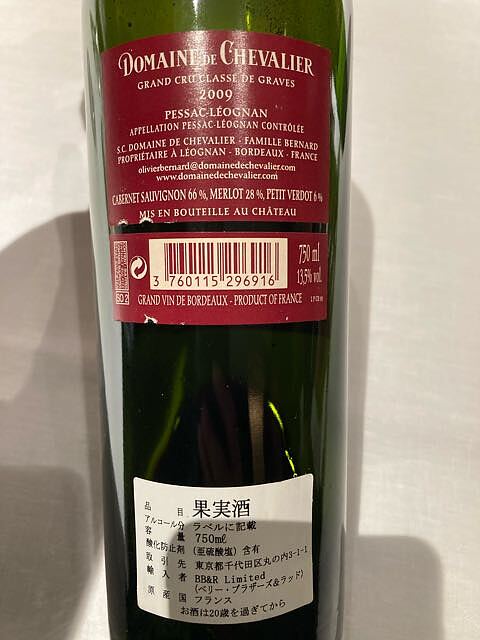 DOMAINE DE CHEVALIER
GRAND CRU CLASSÉ DE GRAVES
2009
PESSAC-LÉOGNAN
APPELLATION PESSAC-LÉOGNAN CONTRÔLÉE
S.C. DOMAINE DE CHEVALIER - FAMILLE BERNARD
PROPRIÉTAIRE À LÉOGNAN - BORDEAUX - FRANCE
olivierbernard@domainedechevalier.com
www.domainedechevalier.com
CABERNET SAUVIGNON 66 %, MERLOT 28 %, PETIT VERDOT 6 %
MIS EN BOUTEILLE AU CHÂTEAU
750 ml
13,5% vol.
3 760115 296916
GRAND VIN DE BORDEAUX - PRODUCT OF FRANCE
品 目 果実酒
アルコール分 ラベルに記載
容 量 750mℓ
酸化防止剤 (亜硫酸塩) 含有
取 引 先 東京都千代田区丸の内3-1-1
輸 入 者 BB&R Limited
(ベリー・ブラザーズ&ラッド)
原 産 国 フランス
お酒は20歳を過ぎてから